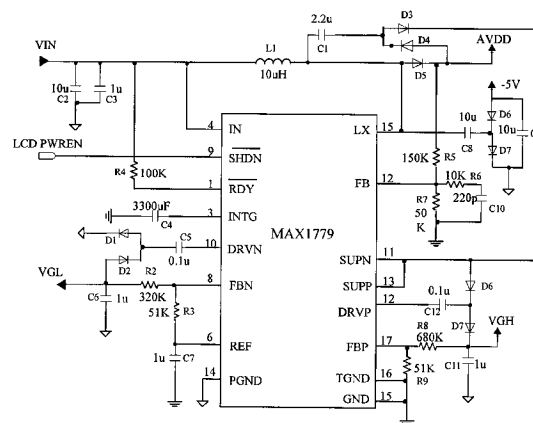 VIN
LCD PWREN
10u
C2
1u
C3
R4
100K
L1
10uH
2.2u
C1
D3
D4
D5
AVDD
-5V
D6
10u
D7
10u
C8
150K
R5
10K
R6
220p
C10
R7
50
K
MAX1779
4
IN
9
SHDN
1
RDY
3
INTG
10
DRVN
8
FBN
6
REF
14
PGND
15
LX
12
FB
11
SUPN
13
SUPP
12
DRVP
17
FBP
16
TGND
15
GND
3300uF
C4
D1
D2
C5
0.1u
VGL
C6
1u
R2
320K
51K
R3
1u
C7
0.1u
C12
D6
D7
VGH
R8
680K
51K
R9
C11
1u